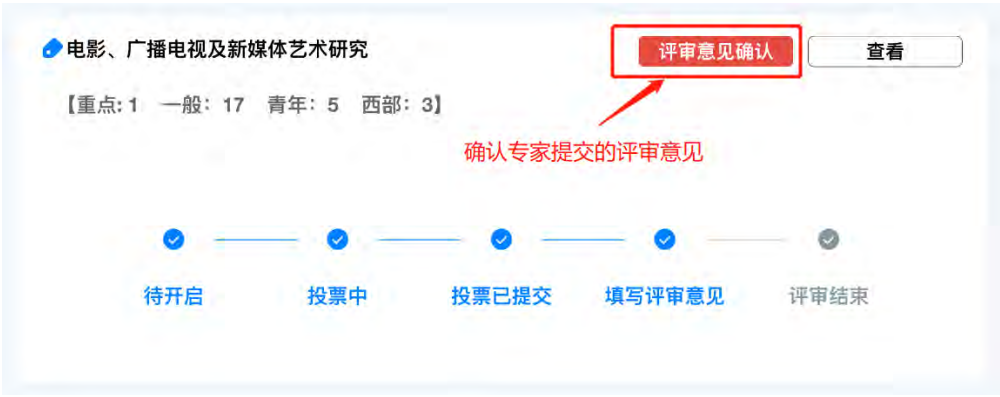 电影、广播电视及新媒体艺术研究 评审意见确认 查看
【重点: 1 一般：17 青年：5 西部：3】
确认专家提交的评审意见
待开启 投票中 投票已提交 填写评审意见 评审结束